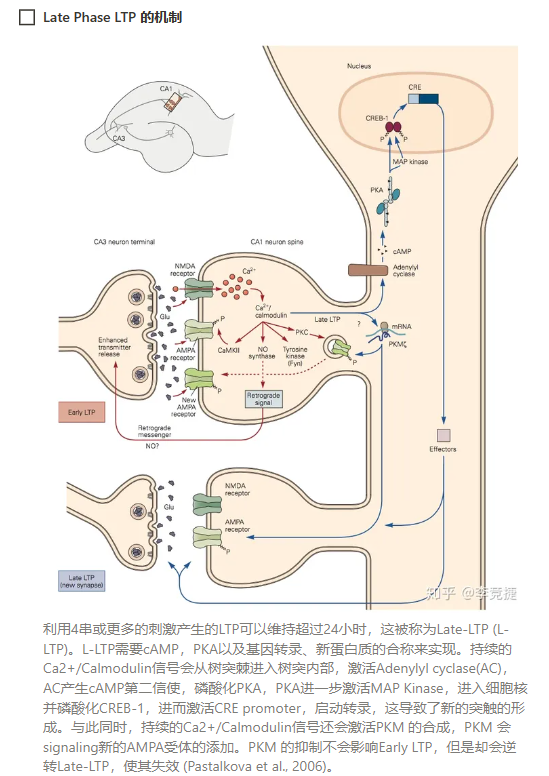 Late Phase LTP 的机制
Nucleus
CRE
CREB-1
P
P
MAP kinase
PKA
cAMP
Adenylyl
cyclase
CA1
CA3
CA3 neuron terminal
CA1 neuron spine
NMDA
receptor
Ca2+
Glu
Ca2+/
calmodulin
P
PKC
Late LTP
?
mRNA
PKMζ
Enhanced
transmitter
release
AMPA
receptor
CaMKII
NO
synthase
Tyrosine
kinase
(Fyn)
P
P
New
AMPA
receptor
Retrograde
signal
Early LTP
Retrograde
messenger
NO?
Effectors
Glu
NMDA
receptor
AMPA
receptor
P
Late LTP
(new synapse)
知乎 @李竞捷
利用4串或更多的刺激产生的LTP可以维持超过24小时，这被称为Late-LTP (L-
LTP)。L-LTP需要cAMP，PKA以及基因转录、新蛋白质的合称来实现。持续的
Ca2+/Calmodulin信号会从树突棘进入树突内部，激活Adenylyl cyclase(AC)，
AC产生cAMP第二信使，磷酸化PKA，PKA进一步激活MAP Kinase，进入细胞核
并磷酸化CREB-1，进而激活CRE promoter，启动转录，这导致了新的突触的形
成。与此同时，持续的Ca2+/Calmodulin信号还会激活PKM 的合成，PKM 会
signaling新的AMPA受体的添加。PKM 的抑制不会影响Early LTP，但是却会逆
转Late-LTP，使其失效 (Pastalkova et al., 2006)。